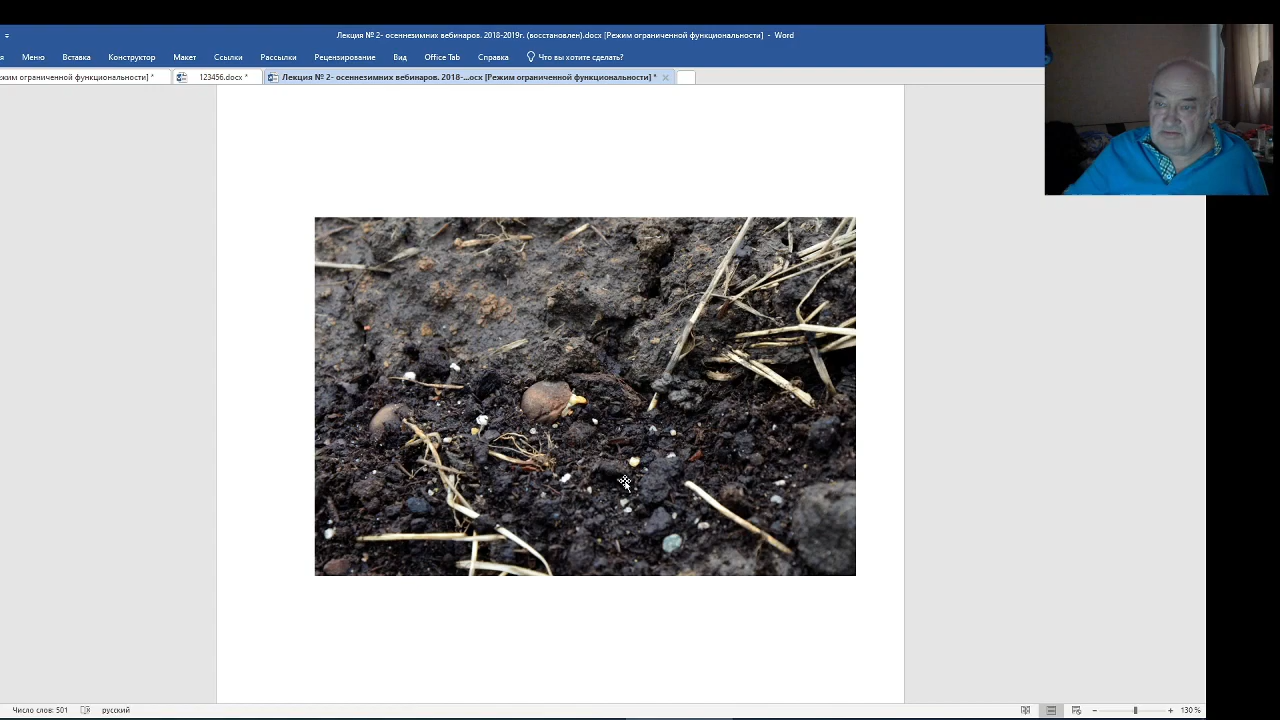 Лекция № 2- осеннезимних вебинаров. 2018-2019г. (восстановлен).docx [Режим ограниченной функциональности] - Word
я Меню Вставка Конструктор Макет Ссылки Рассылки Рецензирование Вид Office Tab Справка Что вы хотите сделать?
жим ограниченной функциональности] * 123456.docx * Лекция № 2- осеннезимних вебинаров. 2018-...ocx [Режим ограниченной функциональности] *
Число слов: 501 русский 130 %